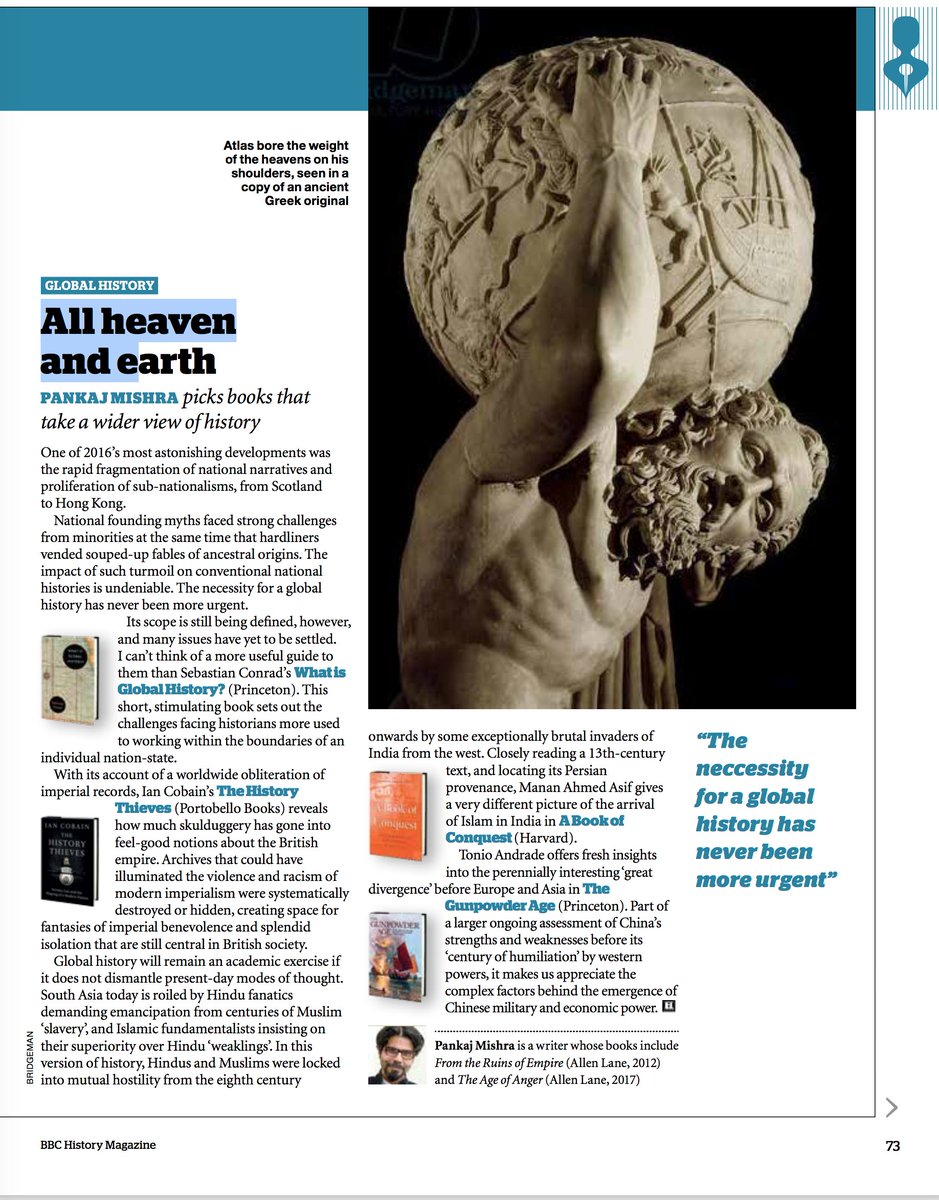 Atlas bore the weight
of the heavens on his
shoulders, seen in a
copy of an ancient
Greek original
GLOBAL HISTORY
All heaven
and earth
PANKAJ MISHRA picks books that
take a wider view of history
One of 2016’s most astonishing developments was
the rapid fragmentation of national narratives and
proliferation of sub-nationalisms, from Scotland
to Hong Kong.
National founding myths faced strong challenges
from minorities at the same time that hardliners
vended souped-up fables of ancestral origins. The
impact of such turmoil on conventional national
histories is undeniable. The necessity for a global
history has never been more urgent.
Its scope is still being defined, however,
and many issues have yet to be settled.
I can’t think of a more useful guide to
them than Sebastian Conrad’s What is
Global History? (Princeton). This
short, stimulating book sets out the
challenges facing historians more used
to working within the boundaries of an
individual nation-state.
With its account of a worldwide obliteration of
imperial records, Ian Cobain’s The History
Thieves (Portobello Books) reveals
how much skulduggery has gone into
feel-good notions about the British
empire. Archives that could have
illuminated the violence and racism of
modern imperialism were systematically
destroyed or hidden, creating space for
fantasies of imperial benevolence and splendid
isolation that are still central in British society.
Global history will remain an academic exercise if
it does not dismantle present-day modes of thought.
South Asia today is roiled by Hindu fanatics
demanding emancipation from centuries of Muslim
‘slavery’, and Islamic fundamentalists insisting on
their superiority over Hindu ‘weaklings’. In this
version of history, Hindus and Muslims were locked
into mutual hostility from the eighth century
IAN COBAIN
THE
HISTORY
THIEVES
BRIDGEMAN
onwards by some exceptionally brutal invaders of
India from the west. Closely reading a 13th-century
text, and locating its Persian
provenance, Manan Ahmed Asif gives
a very different picture of the arrival
of Islam in India in A Book of
Conquest (Harvard).
Tonio Andrade offers fresh insights
into the perennially interesting ‘great
divergence’ before Europe and Asia in The
Gunpowder Age (Princeton). Part of
a larger ongoing assessment of China’s
strengths and weaknesses before its
‘century of humiliation’ by western
powers, it makes us appreciate the
complex factors behind the emergence of
Chinese military and economic power. H
A Book of
Conquest
GUNPOWDER
AGE
Pankaj Mishra is a writer whose books include
From the Ruins of Empire (Allen Lane, 2012)
and The Age of Anger (Allen Lane, 2017)
“The
neccessity
for a global
history has
never been
more urgent”
BBC History Magazine
73